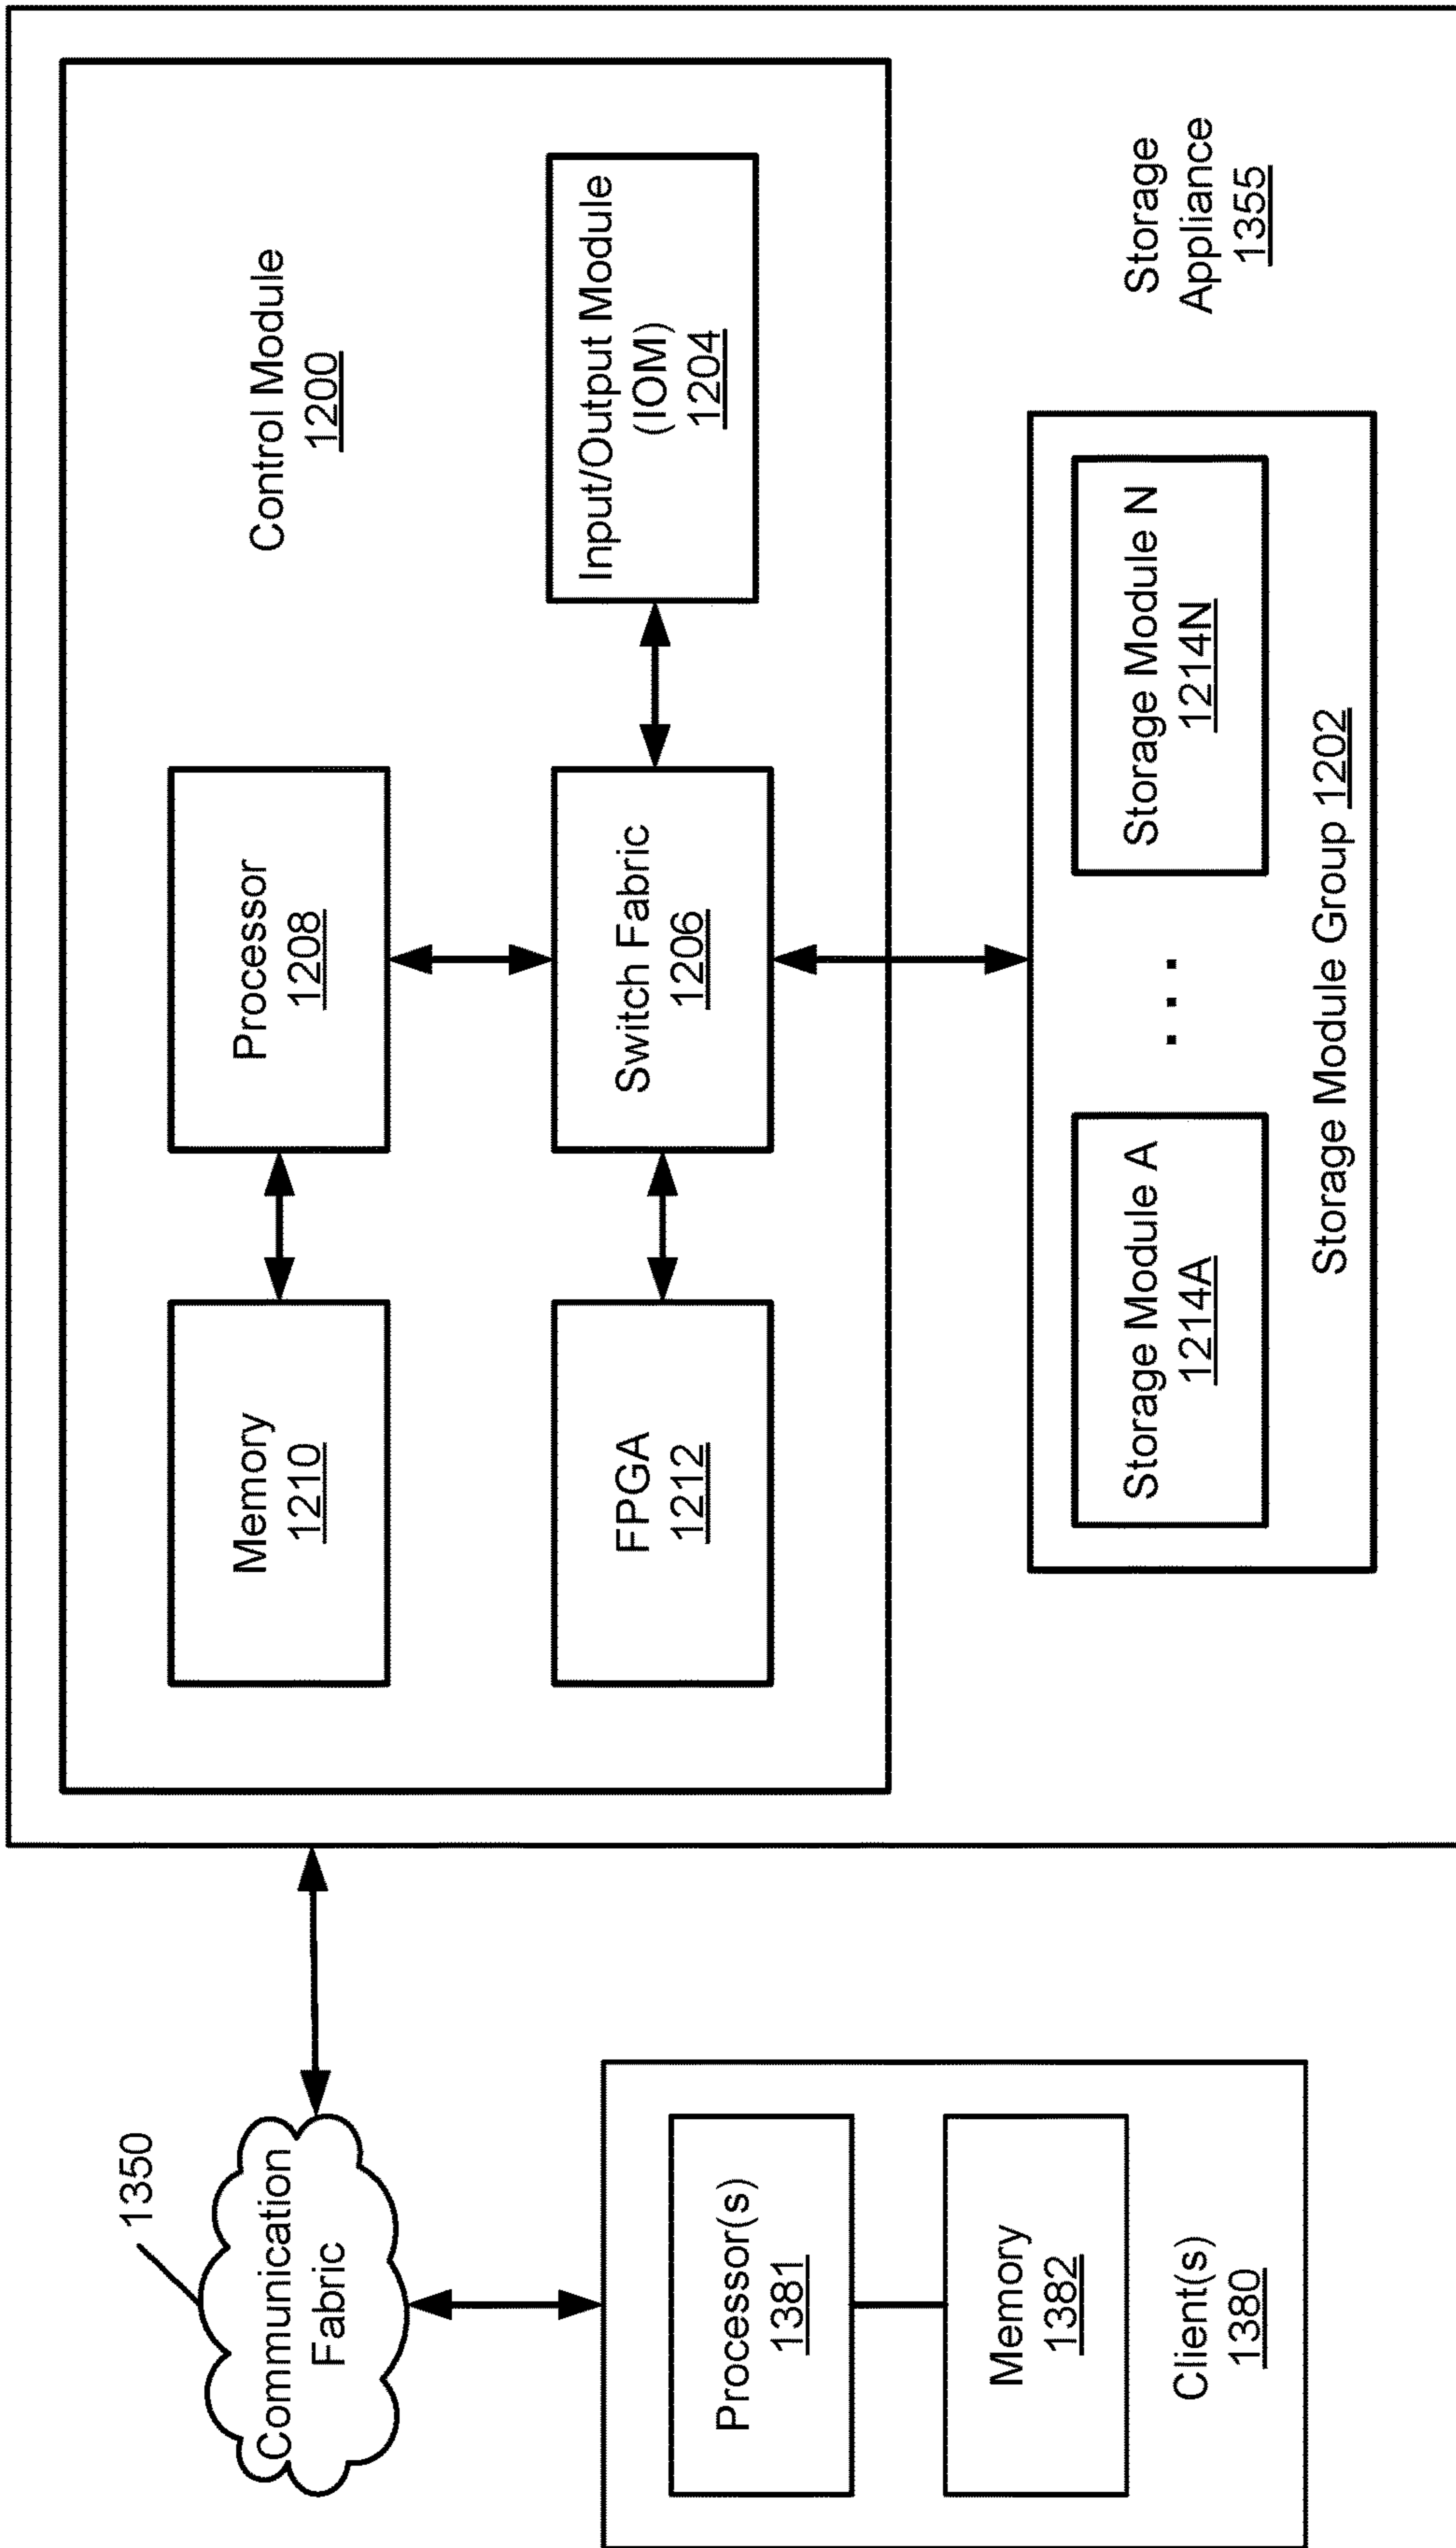 1350
Communication
Fabric
Processor(s)
1381
Memory
1382
Client(s)
1380
Control Module
1200
Memory
1210
Processor
1208
FPGA
1212
Switch Fabric
1206
Input/Output Module
(IOM)
1204
Storage Module A
1214A
. . .
Storage Module N
1214N
Storage Module Group 1202
Storage
Appliance
1355